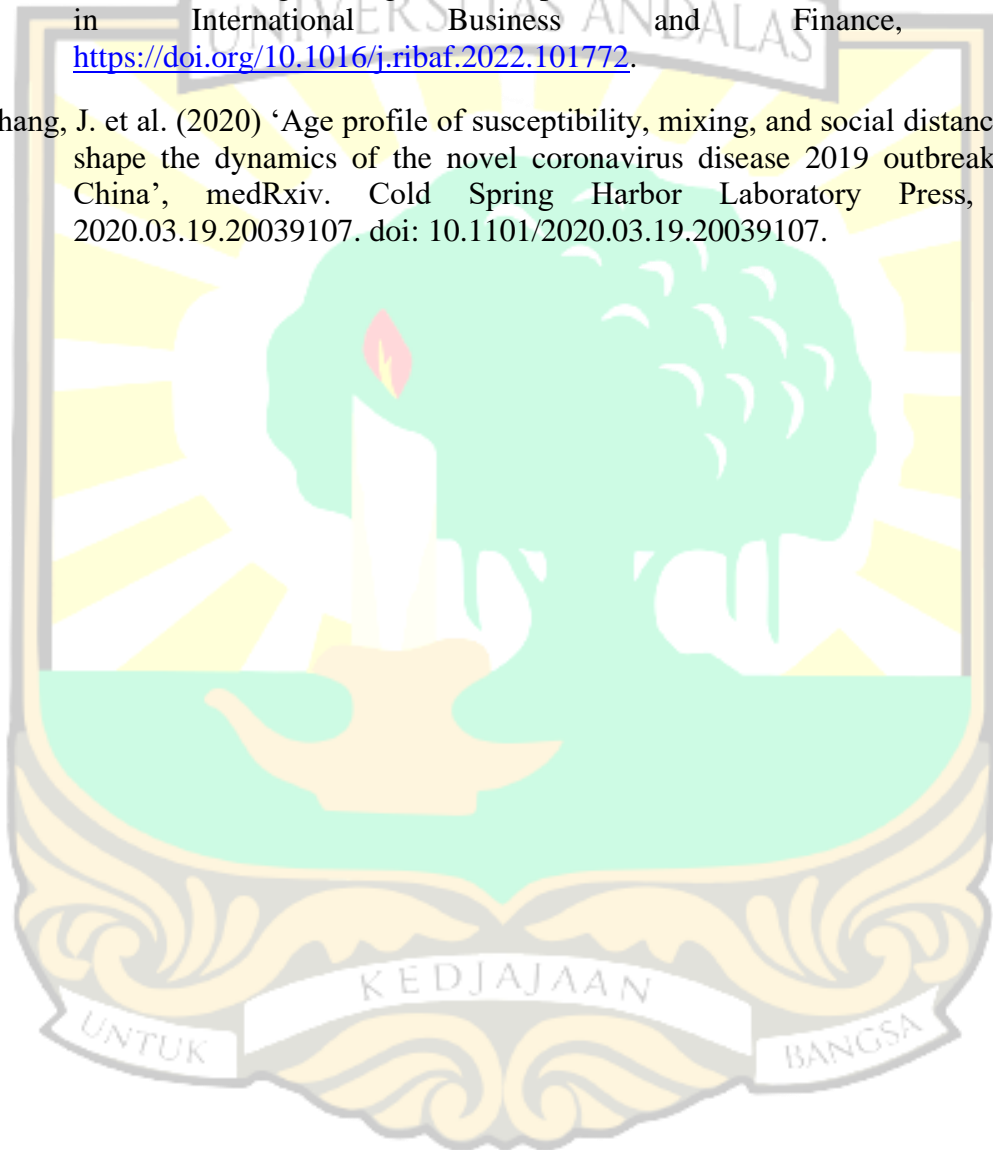 in International Business and Finance,
UNIVERSITAS ANDALAS
https://doi.org/10.1016/j.ribaf.2022.101772.
hang, J. et al. (2020) ‘Age profile of susceptibility, mixing, and social distanc
shape the dynamics of the novel coronavirus disease 2019 outbreak
China’, medRxiv. Cold Spring Harbor Laboratory Press,
2020.03.19.20039107. doi: 10.1101/2020.03.19.20039107.
KEDJAJAAN
UNTUK
BANGSA